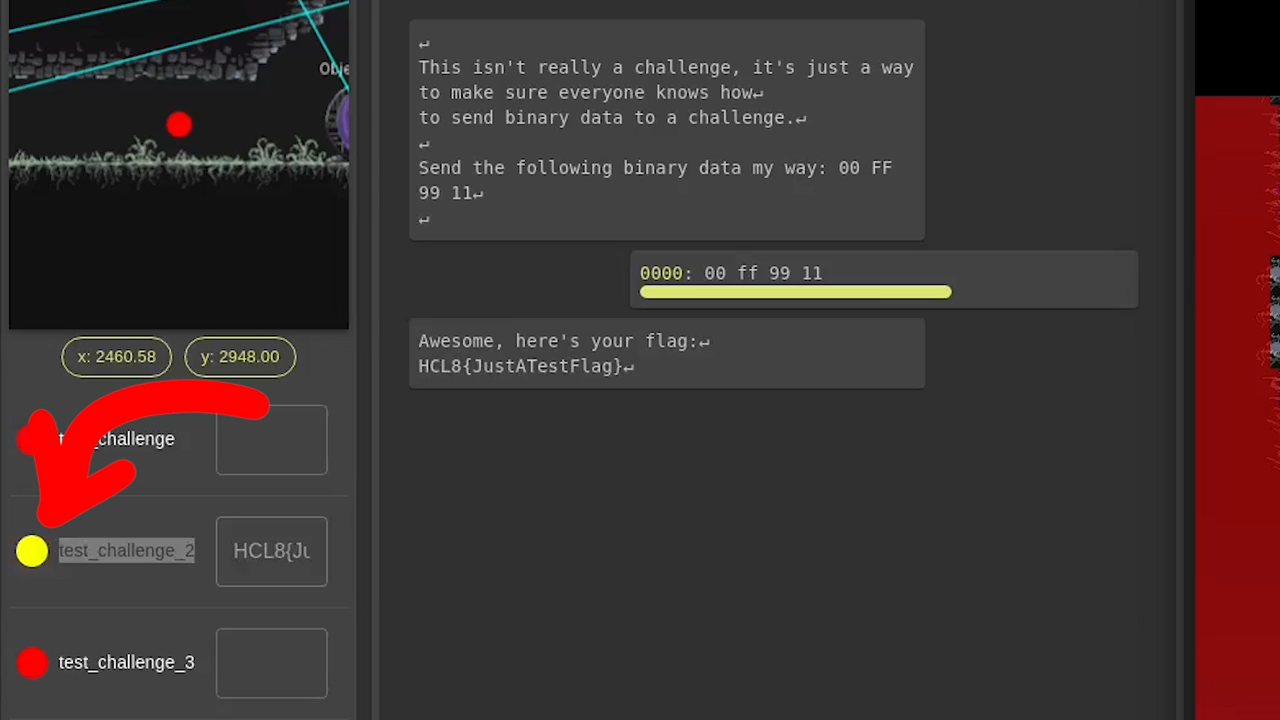 Obje
x: 2460.58
y: 2948.00
t_challenge
test_challenge_2
HCL8{Ju
test_challenge_3
↵
This isn't really a challenge, it's just a way
to make sure everyone knows how↵
to send binary data to a challenge.↵
↵
Send the following binary data my way: 00 FF
99 11↵
↵
0000: 00 ff 99 11
Awesome, here's your flag:↵
HCL8{JustATestFlag}↵